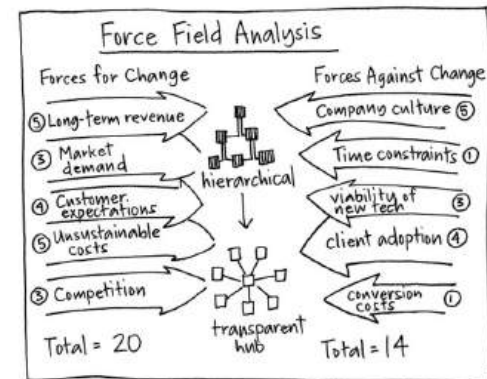 Force Field Analysis
Forces for Change
⑤ Long-term revenue
③ Market
demand
④ Customer
expectations
⑤ Unsustainable
costs
③ Competition
Total = 20
hierarchical
transparent
hub
Forces Against Change
Company culture ⑤
Time constraints ①
viability of
new tech ③
client adoption ④
conversion
costs ①
Total = 14